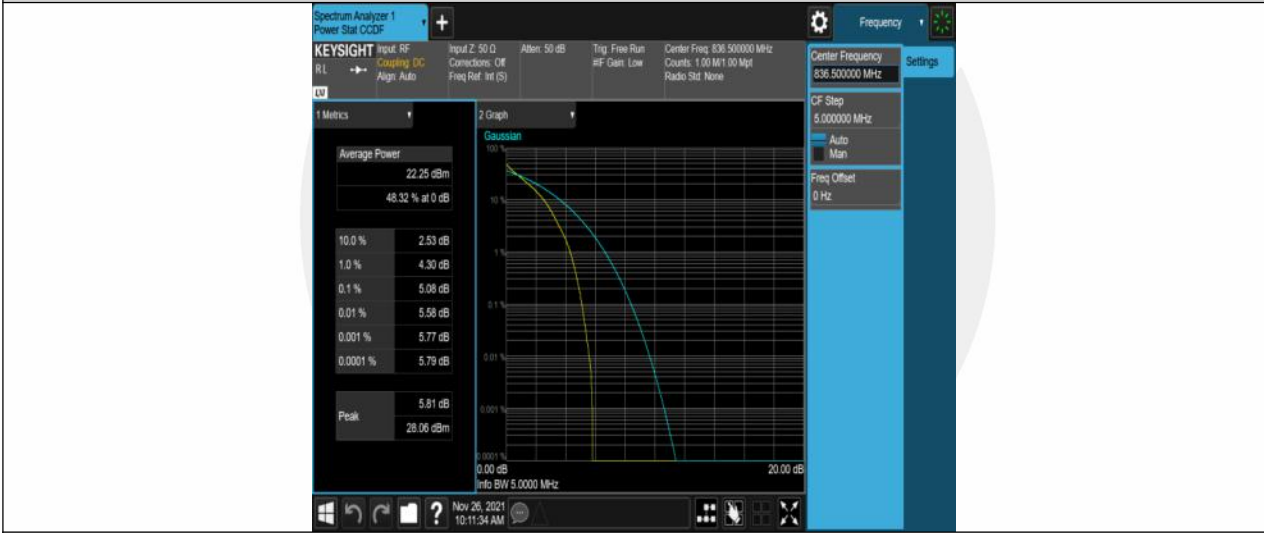 Spectrum Analyzer 1
Power Stat CCDF
+
Frequency
KEYSIGHT
RL
LV
Input: RF
Coupling: DC
Align: Auto
Input Z: 50 Ω
Corrections: Off
Freq Ref: Int (S)
Atten: 50 dB
Trig: Free Run
#IF Gain: Low
Center Freq: 836.500000 MHz
Counts: 1.00 M/1.00 Mpt
Radio Std: None
Center Frequency
836.500000 MHz
Settings
CF Step
5.000000 MHz
Auto
Man
Freq Offset
0 Hz
1 Metrics
Average Power
22.25 dBm
48.32 % at 0 dB
10.0 % 2.53 dB
1.0 % 4.30 dB
0.1 % 5.08 dB
0.01 % 5.58 dB
0.001 % 5.77 dB
0.0001 % 5.79 dB
Peak
5.81 dB
28.06 dBm
2 Graph
Gaussian
100 %
10 %
1 %
0.1 %
0.01 %
0.001 %
0.0001 %
0.00 dB 20.00 dB
Info BW 5.0000 MHz
?
Nov 26, 2021
10:11:34 AM